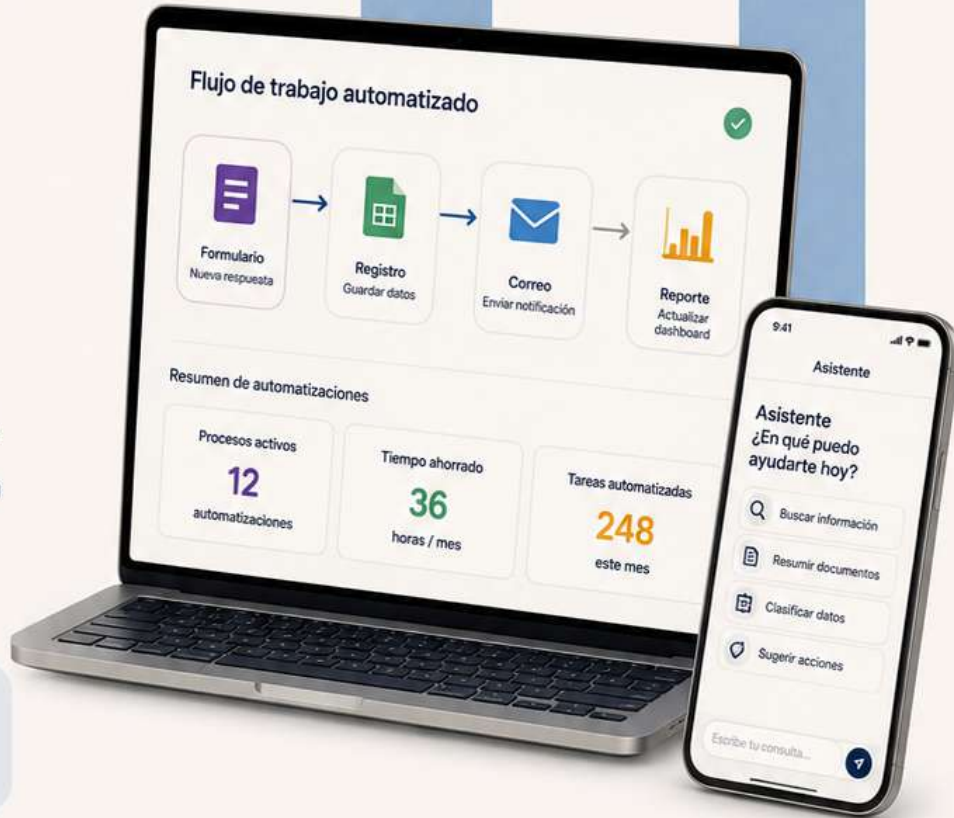 Flujo de trabajo automatizado
Formulario
Nueva respueata
Registro
Guardar datos
Correo
Enviar notificación
Reporte
Actualizar
dashboard
Resumen de automatizaciones
Procesos activos
12
automatizaciones
Tiempo ahorrado
36
horas / mes
Tareas automatizadas
248
este mes
9:41
Asistente
Asistente
¿En qué puedo
ayudarte hoy?
Buscar información
Resumir documentos
Clasificar datos
Sugerir acciones
Escribe tu consulta...